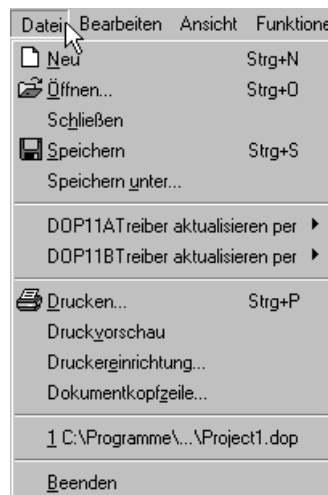 Datei Bearbeiten Ansicht Funktione
Neu Strg+N
Öffnen... Strg+O
Schließen
Speichern Strg+S
Speichern unter...
DOP11ATreiber aktualisieren per
DOP11BTreiber aktualisieren per
Drucken... Strg+P
Druckvorschau
Druckereinrichtung...
Dokumentkopfzeile...
1 C:\Programme\...\Project1.dop
Beenden